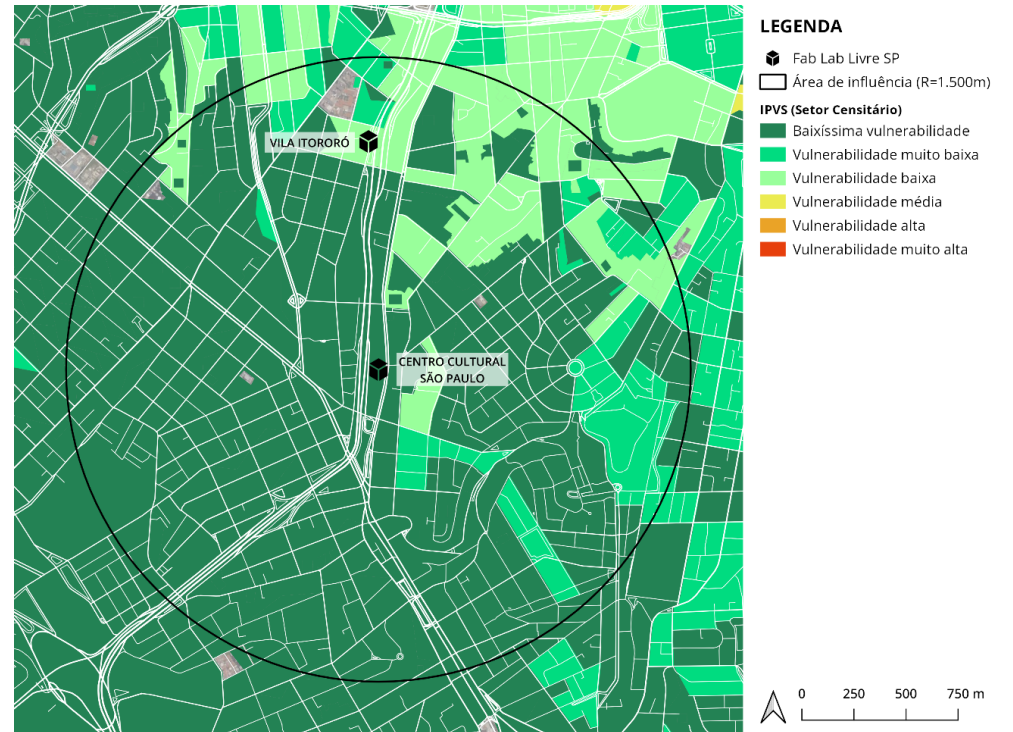 VILA ITORORÓ
CENTRO CULTURAL
SÃO PAULO
LEGENDA
Fab Lab Livre SP
Área de influência (R=1.500m)
IPVS (Setor Censitário)
Baixíssima vulnerabilidade
Vulnerabilidade muito baixa
Vulnerabilidade baixa
Vulnerabilidade média
Vulnerabilidade alta
Vulnerabilidade muito alta
0 250 500 750 m